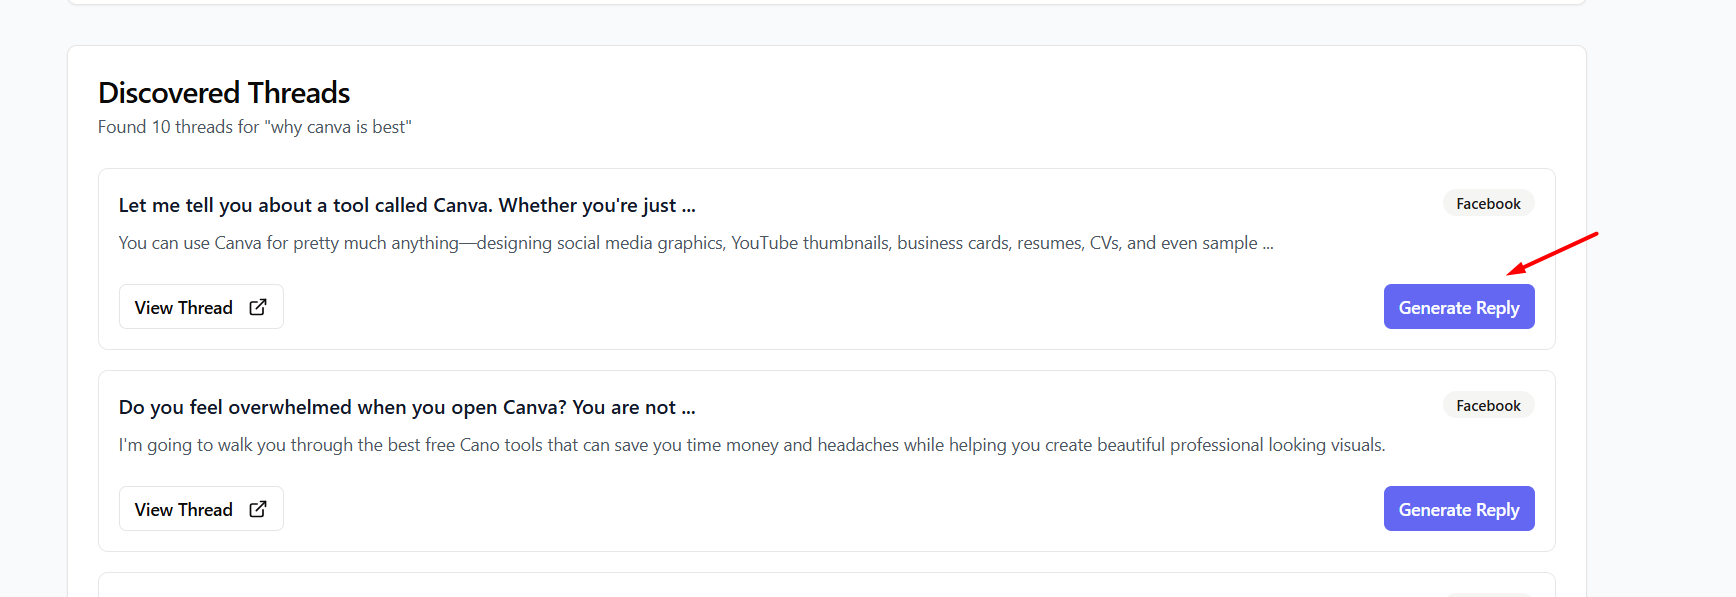 Discovered Threads
Found 10 threads for "why canva is best"
Let me tell you about a tool called Canva. Whether you're just ...
Facebook
You can use Canva for pretty much anything—designing social media graphics, YouTube thumbnails, business cards, resumes, CVs, and even sample ...
View Thread
Generate Reply
Do you feel overwhelmed when you open Canva? You are not ...
Facebook
I'm going to walk you through the best free Cano tools that can save you time money and headaches while helping you create beautiful professional looking visuals.
View Thread
Generate Reply